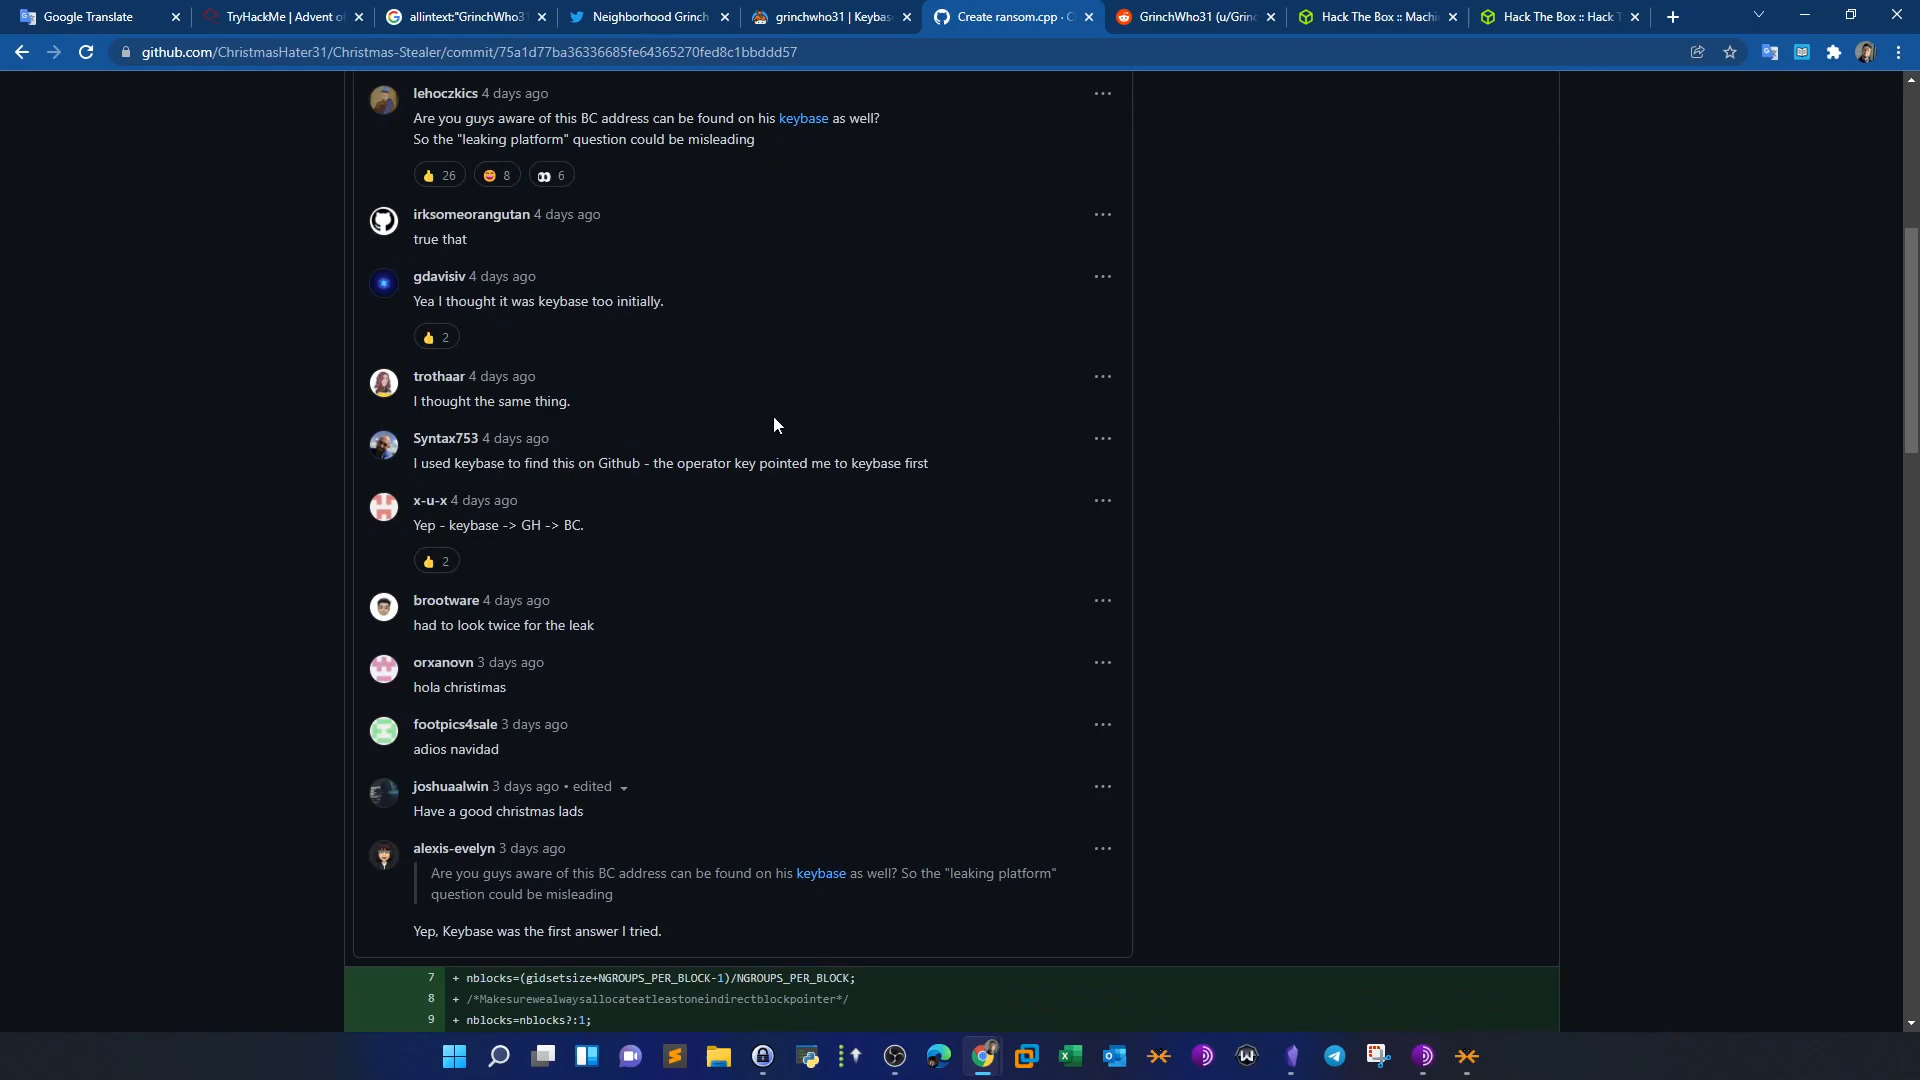 Google Translate
TryHackMe | Advent o
allintext:"GrinchWho31
Neighborhood Grinch
grinchwho31 | Keybas
Create ransom.cpp · C
GrinchWho31 (u/Grin
Hack The Box :: Machi
Hack The Box :: Hack T
github.com/ChristmasHater31/Christmas-Stealer/commit/75a1d77ba36336685fe64365270fed8c1bbddd57
lehoczkics 4 days ago
Are you guys aware of this BC address can be found on his keybase as well?
So the "leaking platform" question could be misleading
26 8 6
irksomeorangutan 4 days ago
true that
gdavisiv 4 days ago
Yea I thought it was keybase too initially.
2
trothaar 4 days ago
I thought the same thing.
Syntax753 4 days ago
I used keybase to find this on Github - the operator key pointed me to keybase first
x-u-x 4 days ago
Yep - keybase -> GH -> BC.
2
brootware 4 days ago
had to look twice for the leak
orxanovn 3 days ago
hola christimas
footpics4sale 3 days ago
adios navidad
joshuaalwin 3 days ago • edited
Have a good christmas lads
alexis-evelyn 3 days ago
Are you guys aware of this BC address can be found on his keybase as well? So the "leaking platform"
question could be misleading
Yep, Keybase was the first answer I tried.
7 + nblocks=(gidsetsize+NGROUPS_PER_BLOCK-1)/NGROUPS_PER_BLOCK;
8 + /*Makesurewealwaysallocateatleastoneindirectblockpointer*/
9 + nblocks=nblocks?:1;